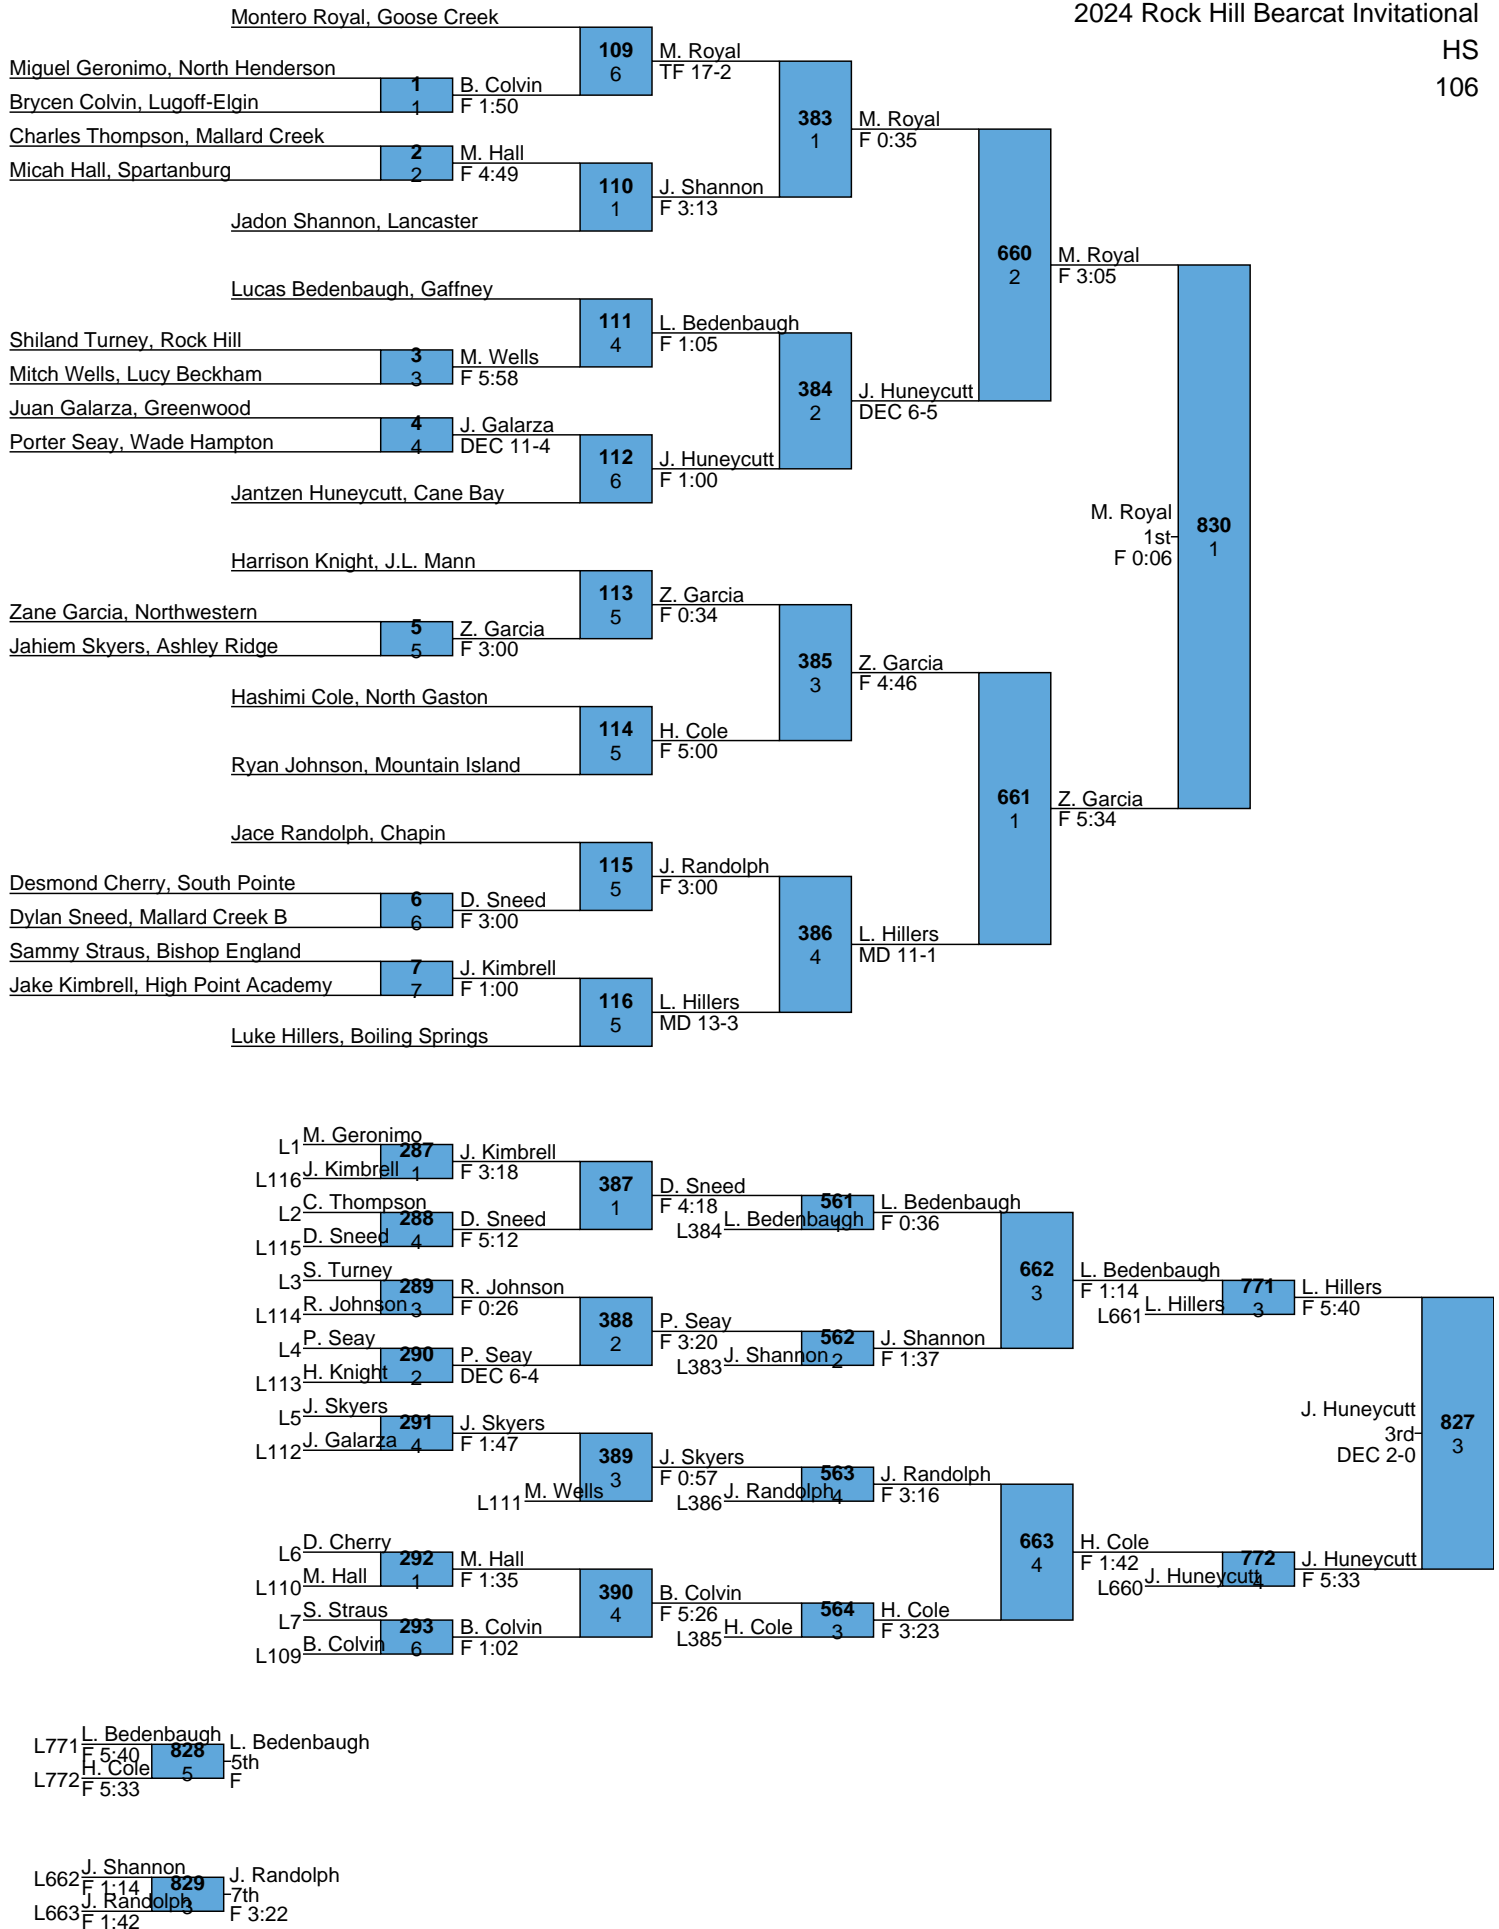 2024 Rock Hill Bearcat Invitational
HS
106
Montero Royal, Goose Creek
109
6
M. Royal
TF 17-2
Miguel Geronimo, North Henderson
1
1
B. Colvin
F 1:50
Brycen Colvin, Lugoff-Elgin
383
1
M. Royal
F 0:35
Charles Thompson, Mallard Creek
2
2
M. Hall
F 4:49
Micah Hall, Spartanburg
110
1
J. Shannon
F 3:13
Jadon Shannon, Lancaster
660
2
M. Royal
F 3:05
Lucas Bedenbaugh, Gaffney
111
4
L. Bedenbaugh
F 1:05
Shiland Turney, Rock Hill
3
3
M. Wells
F 5:58
Mitch Wells, Lucy Beckham
384
2
J. Huneycutt
DEC 6-5
Juan Galarza, Greenwood
4
4
J. Galarza
DEC 11-4
Porter Seay, Wade Hampton
112
6
J. Huneycutt
F 1:00
Jantzen Huneycutt, Cane Bay
M. Royal
1st
F 0:06
830
1
Harrison Knight, J.L. Mann
113
5
Z. Garcia
F 0:34
Zane Garcia, Northwestern
5
5
Z. Garcia
F 3:00
Jahiem Skyers, Ashley Ridge
385
3
Z. Garcia
F 4:46
Hashimi Cole, North Gaston
114
5
H. Cole
F 5:00
Ryan Johnson, Mountain Island
661
1
Z. Garcia
F 5:34
Jace Randolph, Chapin
115
5
J. Randolph
F 3:00
Desmond Cherry, South Pointe
6
6
D. Sneed
F 3:00
Dylan Sneed, Mallard Creek B
386
4
L. Hillers
MD 11-1
Sammy Straus, Bishop England
7
7
J. Kimbrell
F 1:00
Jake Kimbrell, High Point Academy
116
5
L. Hillers
MD 13-3
Luke Hillers, Boiling Springs
L1
M. Geronimo
287
1
J. Kimbrell
F 3:18
L116
J. Kimbrell
387
1
D. Sneed
F 4:18
L2
C. Thompson
288
4
D. Sneed
F 5:12
L115
D. Sneed
561
1
L. Bedenbaugh
F 0:36
L384
L. Bedenbaugh
L3
S. Turney
289
3
R. Johnson
F 0:26
L114
R. Johnson
662
3
L. Bedenbaugh
F 1:14
771
3
L. Hillers
F 5:40
L661
L. Hillers
388
2
P. Seay
F 3:20
L4
P. Seay
290
2
P. Seay
DEC 6-4
L113
H. Knight
562
2
J. Shannon
F 1:37
L383
J. Shannon
L5
J. Skyers
291
4
J. Skyers
F 1:47
L112
J. Galarza
J. Huneycutt
3rd
DEC 2-0
827
3
389
3
J. Skyers
F 0:57
L111
M. Wells
563
4
J. Randolph
F 3:16
L386
J. Randolph
L6
D. Cherry
292
1
M. Hall
F 1:35
L110
M. Hall
663
4
H. Cole
F 1:42
772
4
J. Huneycutt
F 5:33
L660
J. Huneycutt
390
4
B. Colvin
F 5:26
L7
S. Straus
293
6
B. Colvin
F 1:02
L109
B. Colvin
564
3
H. Cole
F 3:23
L385
H. Cole
L771
L. Bedenbaugh
F 5:40
828
5
L. Bedenbaugh
5th
F
L772
H. Cole
F 5:33
L662
J. Shannon
F 1:14
829
3
J. Randolph
7th
F 3:22
L663
J. Randolph
F 1:42